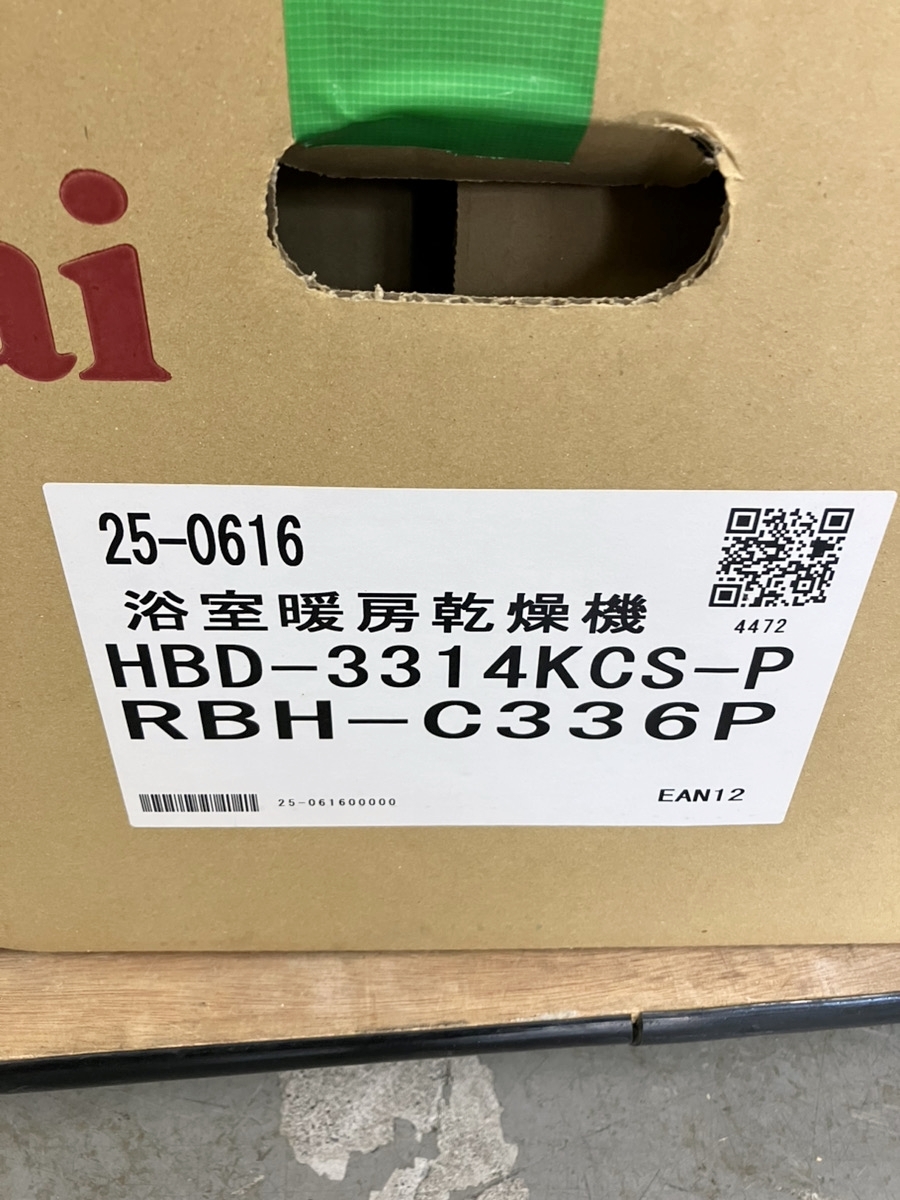 ai
25-0616
浴室暖房乾燥機
4472
HBD-3314KCS-P
RBH-C336P
25-061600000
EAN12